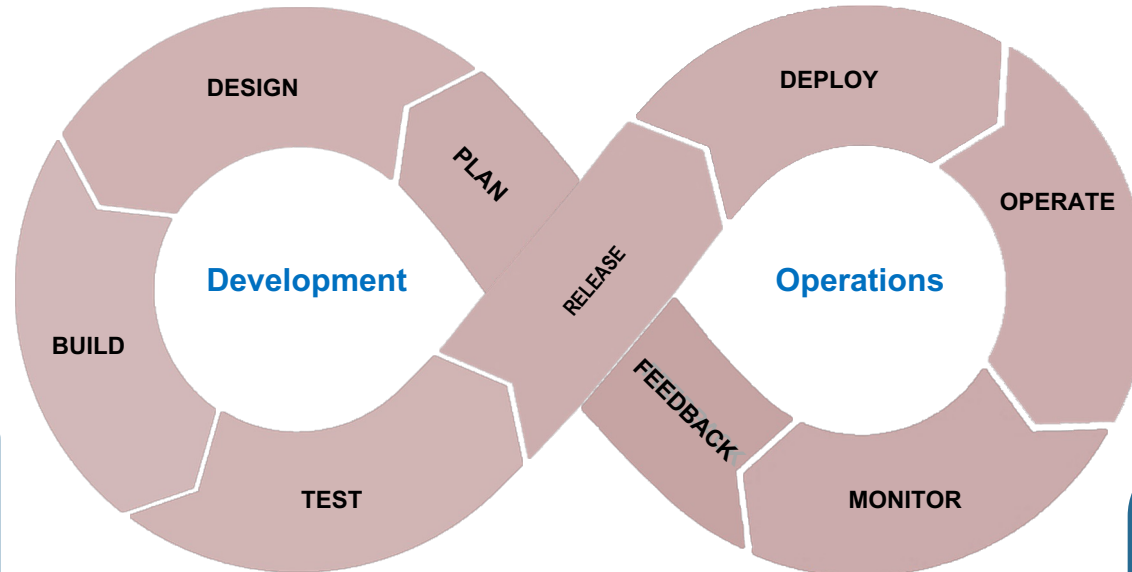 DESIGN
DEPLOY
PLAN
OPERATE
RELEASE
Development
Operations
BUILD
FEEDBACK
TEST
MONITOR